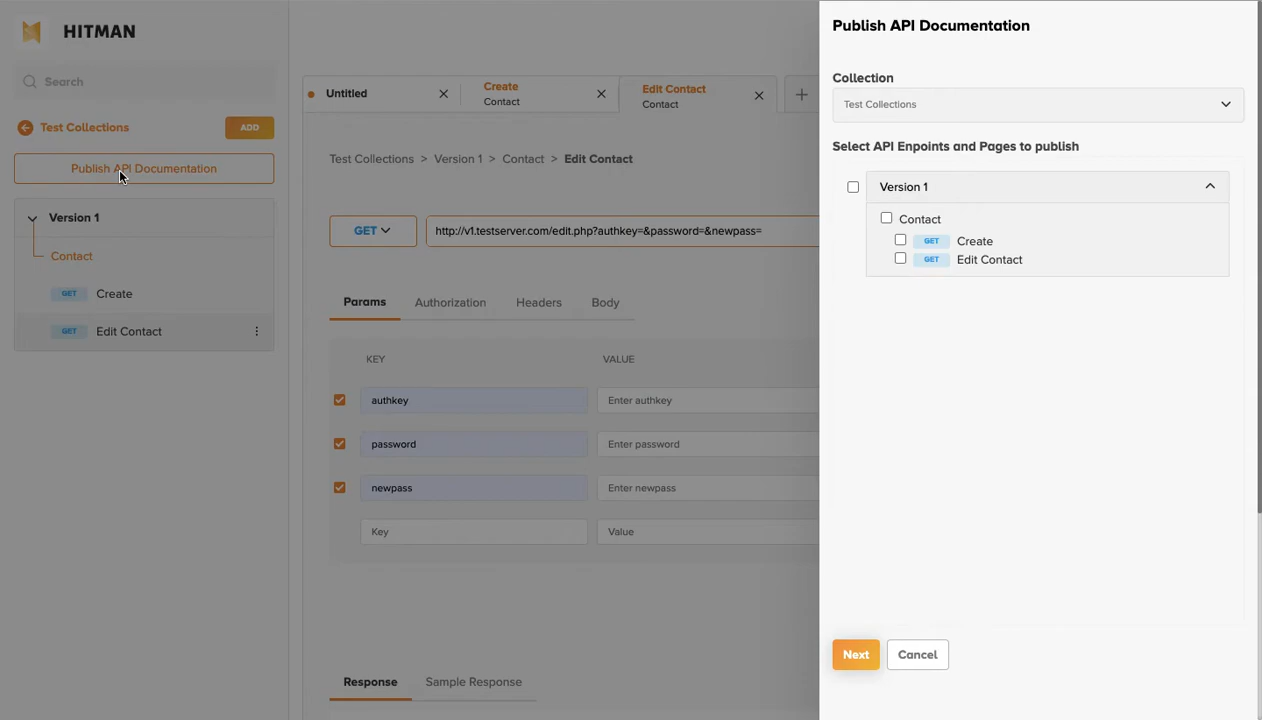 HITMAN
Search
Test Collections
ADD
Publish API Documentation
Version 1
Contact
GET Create
GET Edit Contact
Untitled
Create
Contact
Edit Contact
Contact
Test Collections > Version 1 > Contact > Edit Contact
GET http://v1.testserver.com/edit.php?authkey=&password=&newpass=
Params Authorization Headers Body
KEY VALUE
authkey Enter authkey
password Enter password
newpass Enter newpass
Key Value
Response Sample Response
Publish API Documentation
Collection
Test Collections
Select API Enpoints and Pages to publish
Version 1
Contact
GET Create
GET Edit Contact
Next Cancel